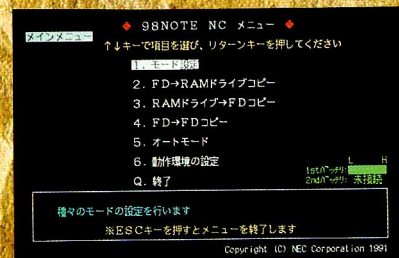 ◆ 98NOTE NC メニュー ◆
メインメニュー
↑↓キーで項目を選び、リターンキーを押してください
1. モード設定
2. FD→RAMドライブコピー
3. RAMドライブ→FDコピー
4. FD→FDコピー
5. オートモード
6. 動作環境の設定
Q. 終了
L H
1stバッテリ:
2ndバッテリ: 未接続
種々のモードの設定を行います
※ESCキーを押すとメニューを終了します
Copyright (C) NEC Corporation 1991